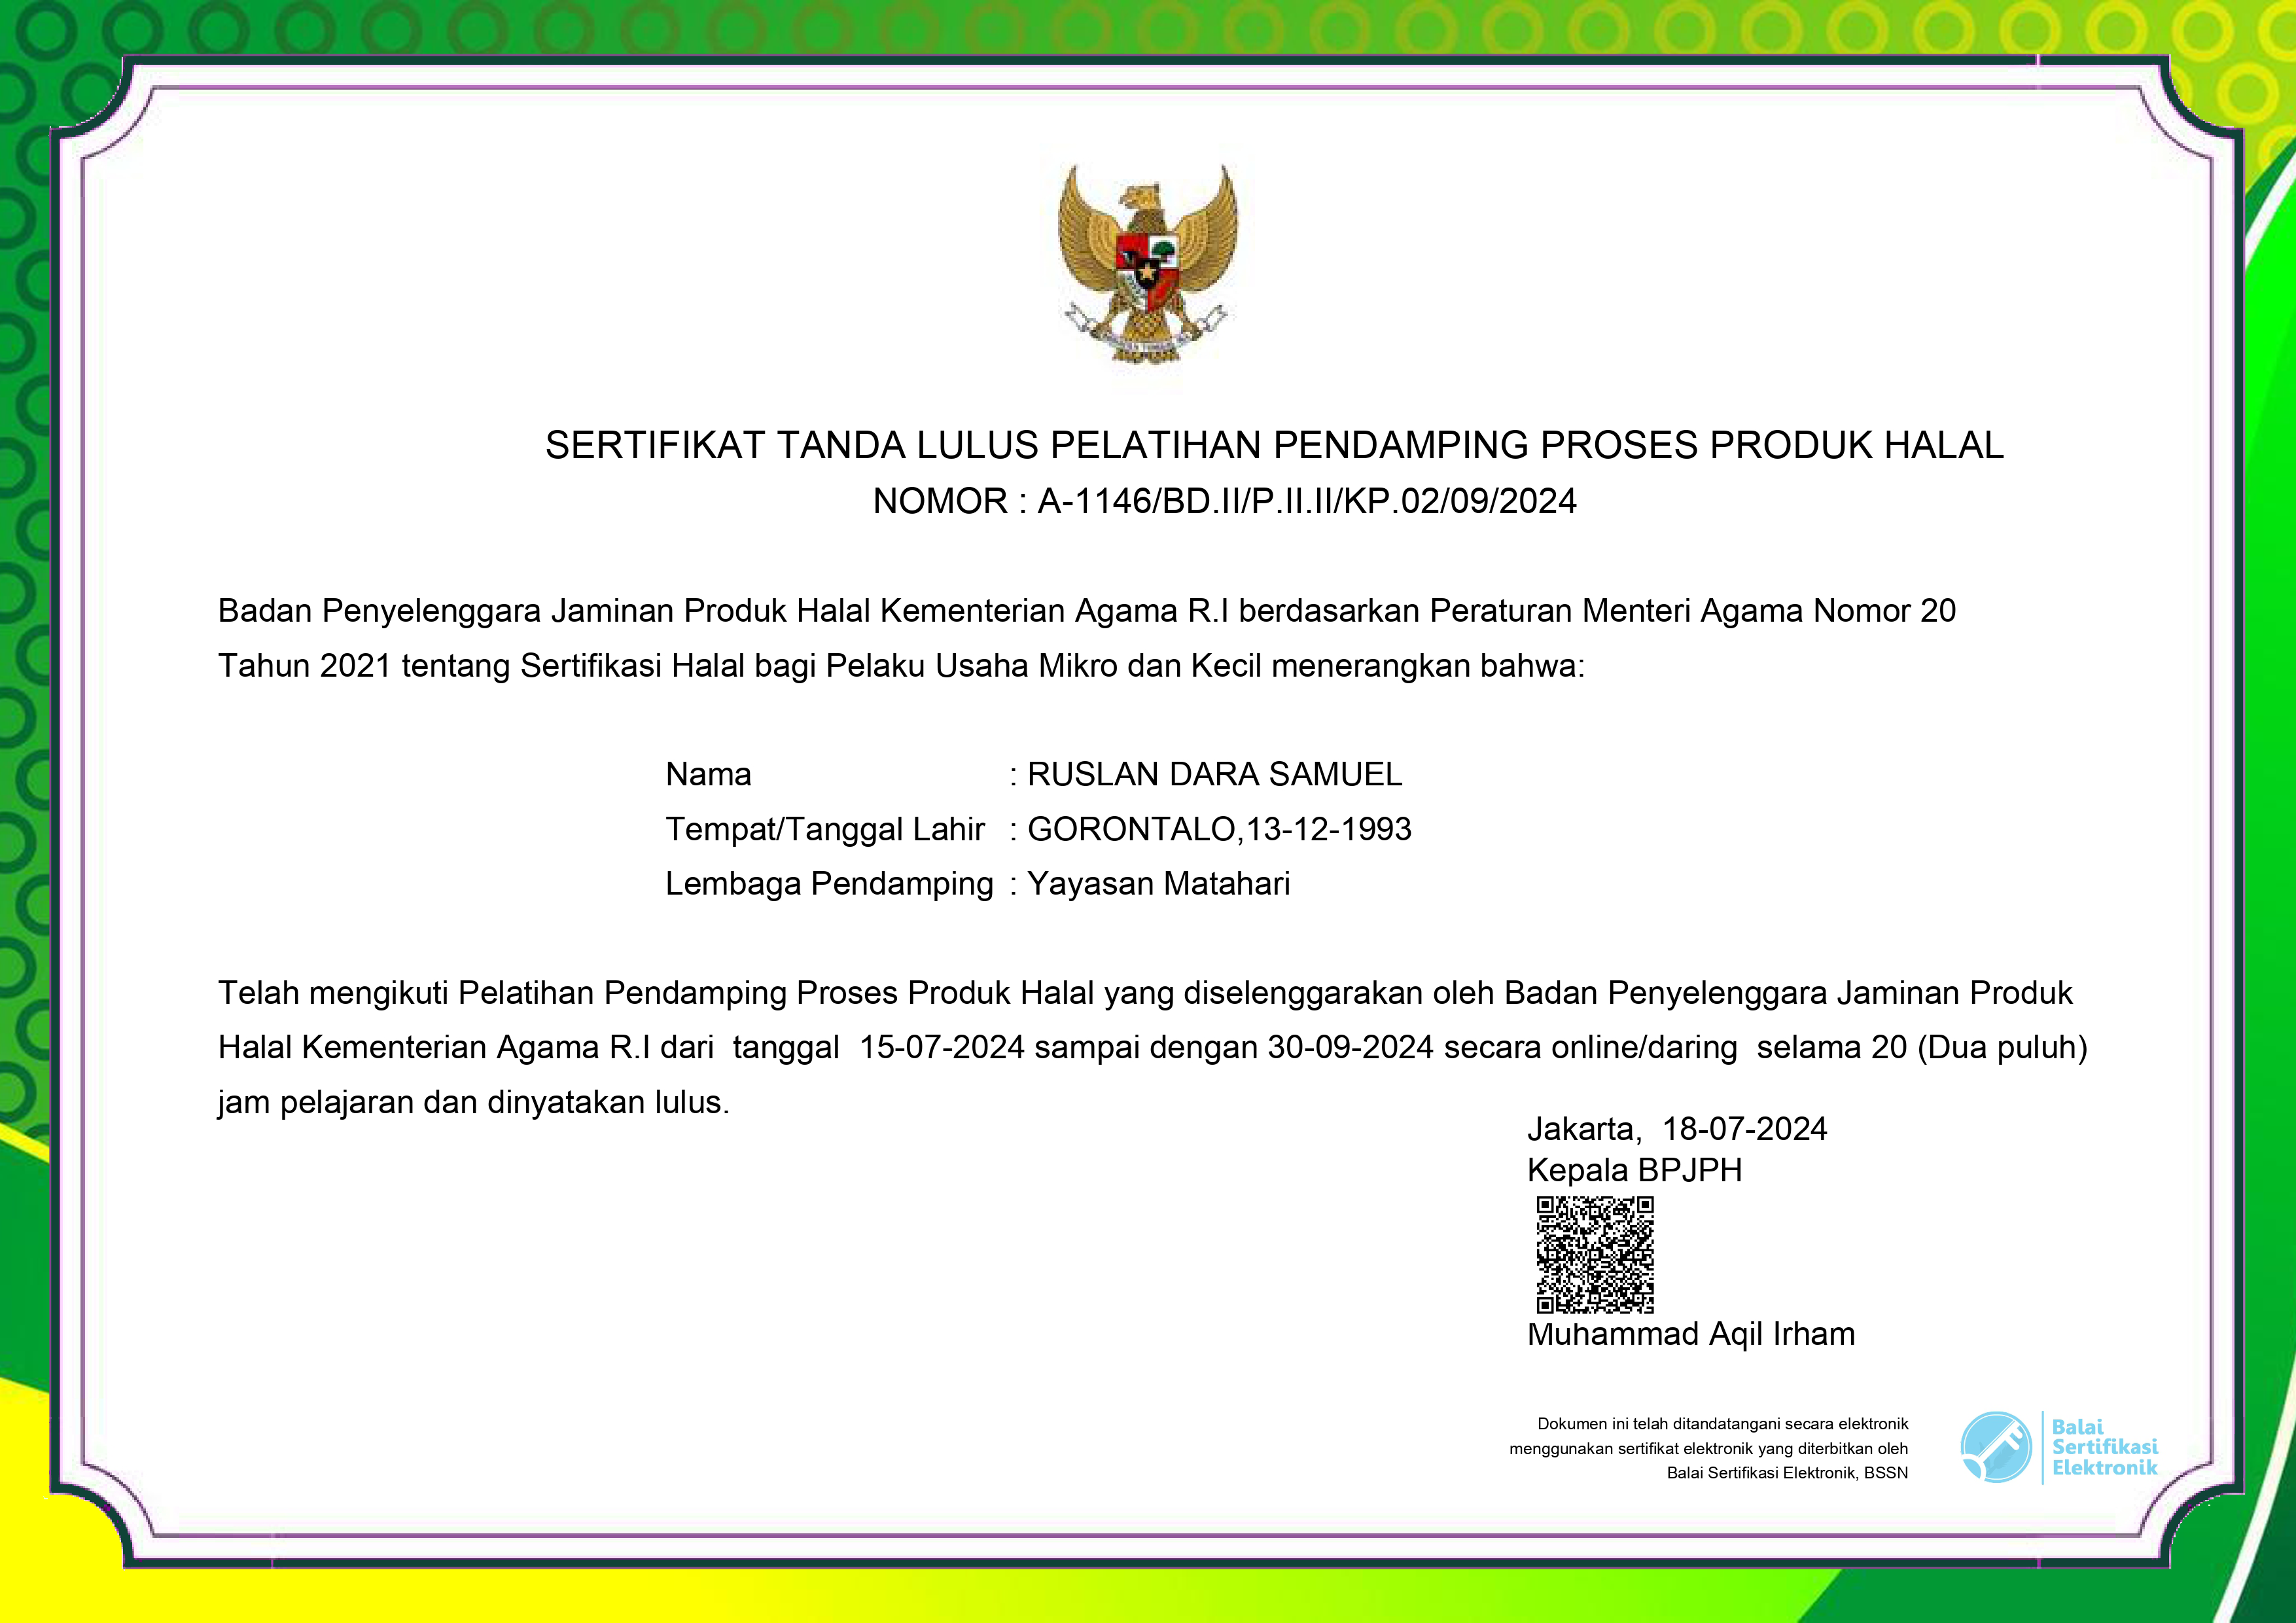 SERTIFIKAT TANDA LULUS PELATIHAN PENDAMPING PROSES PRODUK HALAL
NOMOR : A-1146/BD.II/P.II.II/KP.02/09/2024
Badan Penyelenggara Jaminan Produk Halal Kementerian Agama R.I berdasarkan Peraturan Menteri Agama Nomor 20
Tahun 2021 tentang Sertifikasi Halal bagi Pelaku Usaha Mikro dan Kecil menerangkan bahwa:
Nama : RUSLAN DARA SAMUEL
Tempat/Tanggal Lahir : GORONTALO,13-12-1993
Lembaga Pendamping : Yayasan Matahari
Telah mengikuti Pelatihan Pendamping Proses Produk Halal yang diselenggarakan oleh Badan Penyelenggara Jaminan Produk
Halal Kementerian Agama R.I dari tanggal 15-07-2024 sampai dengan 30-09-2024 secara online/daring selama 20 (Dua puluh)
jam pelajaran dan dinyatakan lulus.
Jakarta, 18-07-2024
Kepala BPJPH
Muhammad Aqil Irham
Dokumen ini telah ditandatangani secara elektronik
menggunakan sertifikat elektronik yang diterbitkan oleh
Balai Sertifikasi Elektronik, BSSN
Balai
Sertifikasi
Elektronik